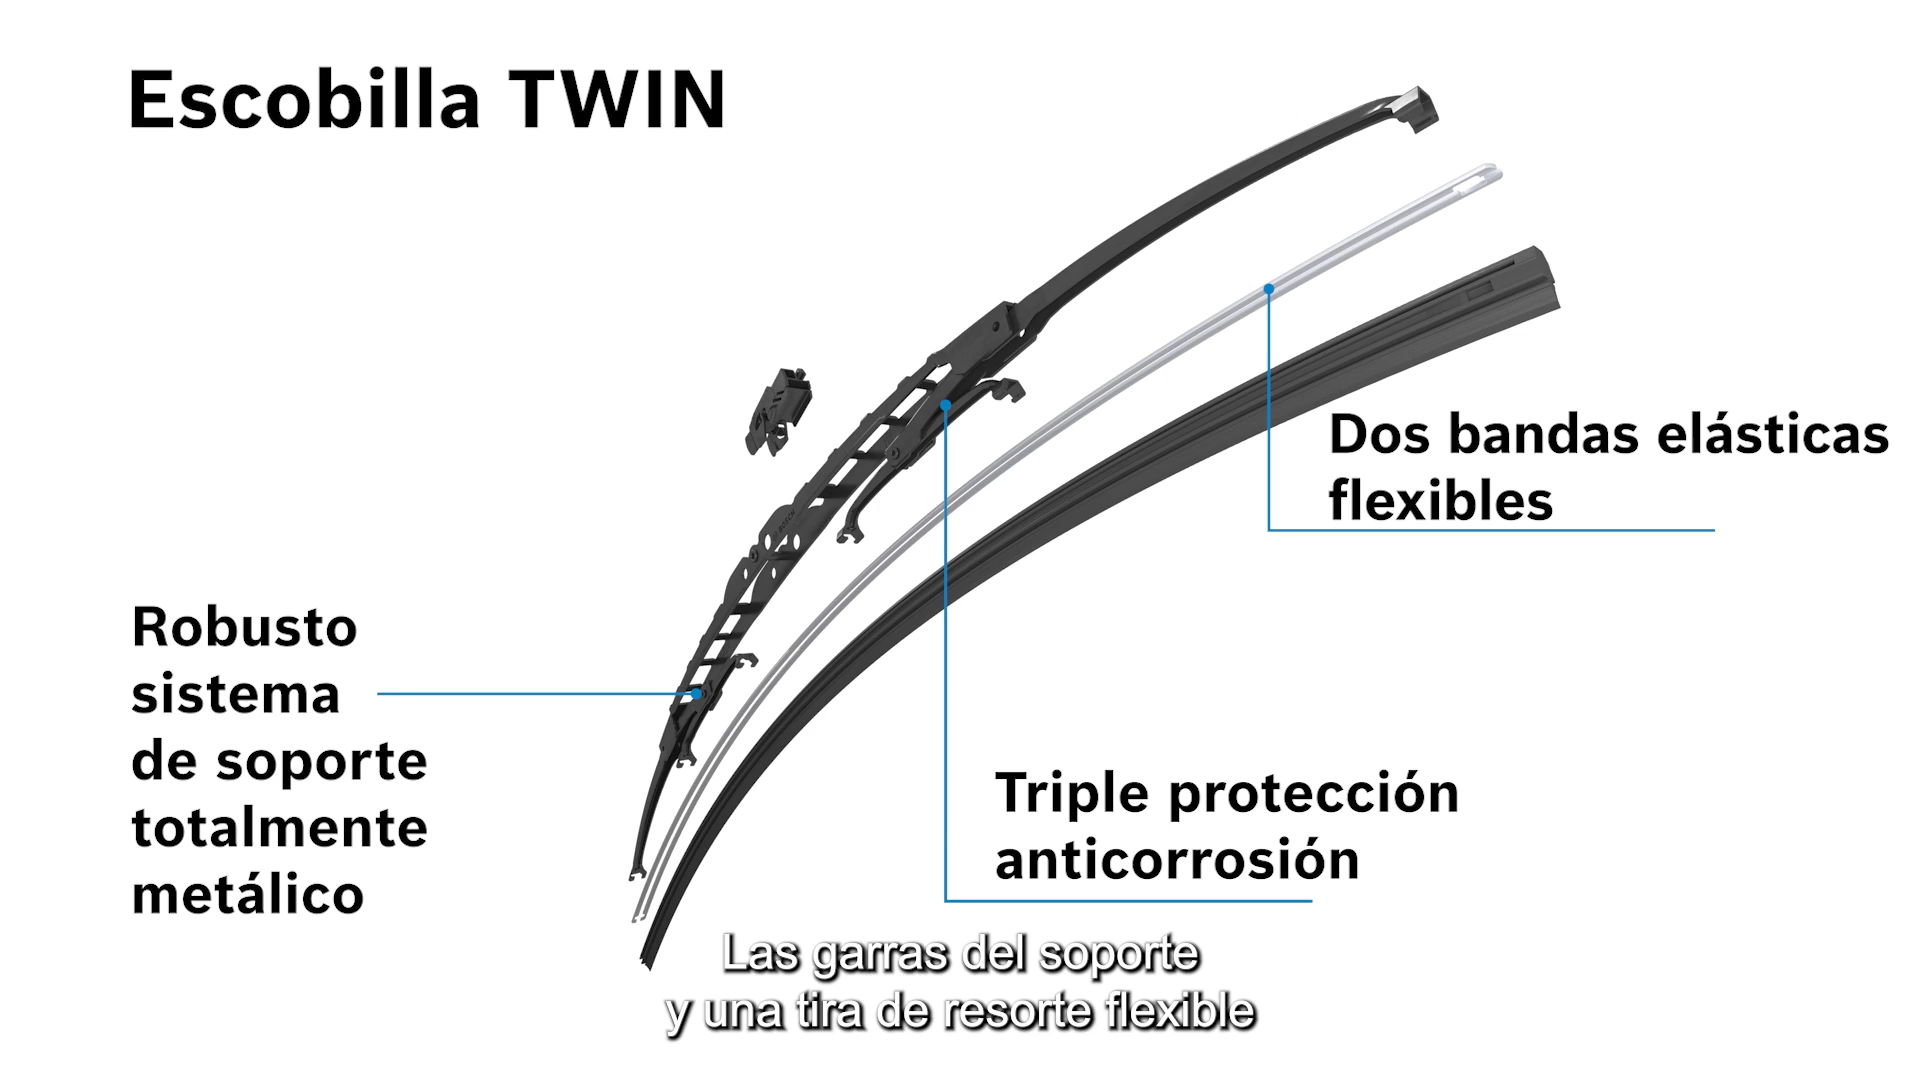 Escobilla TWIN
BOSCH
Dos bandas elásticas
flexibles
Robusto
sistema
de soporte
totalmente
metálico
Triple protección
anticorrosión
Las garras del soporte
y una tira de resorte flexible